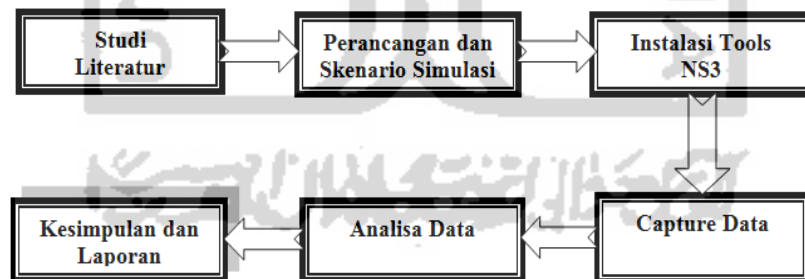 Studi
Literatur
Perancangan dan
Skenario Simulasi
Instalasi Tools
NS3
Capture Data
Analisa Data
Kesimpulan dan
Laporan